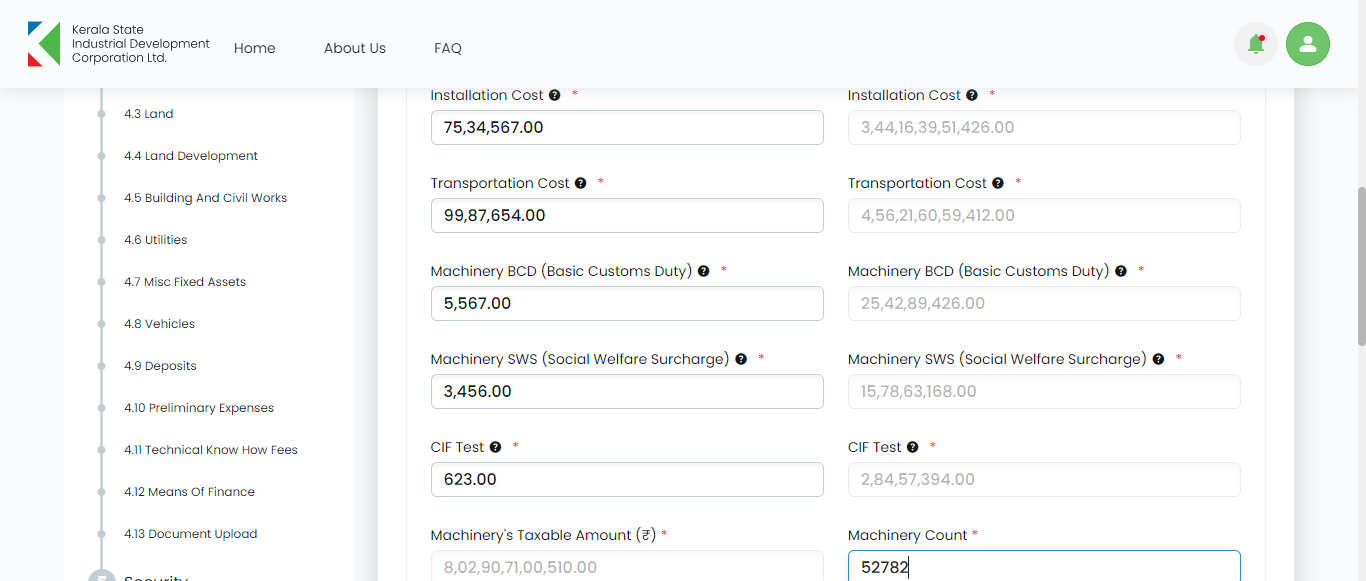 Kerala State
Industrial Development
Corporation Ltd.
Home About Us FAQ
4.3 Land
4.4 Land Development
4.5 Building And Civil Works
4.6 Utilities
4.7 Misc Fixed Assets
4.8 Vehicles
4.9 Deposits
4.10 Preliminary Expenses
4.11 Technical Know How Fees
4.12 Means Of Finance
4.13 Document Upload
Security
Installation Cost ? * Installation Cost ? *
75,34,567.00 3,44,16,39,51,426.00
Transportation Cost ? * Transportation Cost ? *
99,87,654.00 4,56,21,60,59,412.00
Machinery BCD (Basic Customs Duty) ? * Machinery BCD (Basic Customs Duty) ? *
5,567.00 25,42,89,426.00
Machinery SWS (Social Welfare Surcharge) ? * Machinery SWS (Social Welfare Surcharge) ? *
3,456.00 15,78,63,168.00
CIF Test ? * CIF Test ? *
623.00 2,84,57,394.00
Machinery's Taxable Amount (₹) * Machinery Count *
8,02,90,71,00,510.00 52782